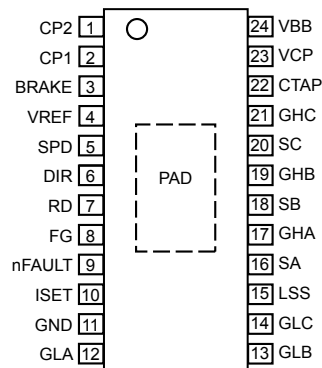 CP2 1
CP1 2
BRAKE 3
VREF 4
SPD 5
DIR 6
RD 7
FG 8
nFAULT 9
ISET 10
GND 11
GLA 12
PAD
24 VBB
23 VCP
22 CTAP
21 GHC
20 SC
19 GHB
18 SB
17 GHA
16 SA
15 LSS
14 GLC
13 GLB